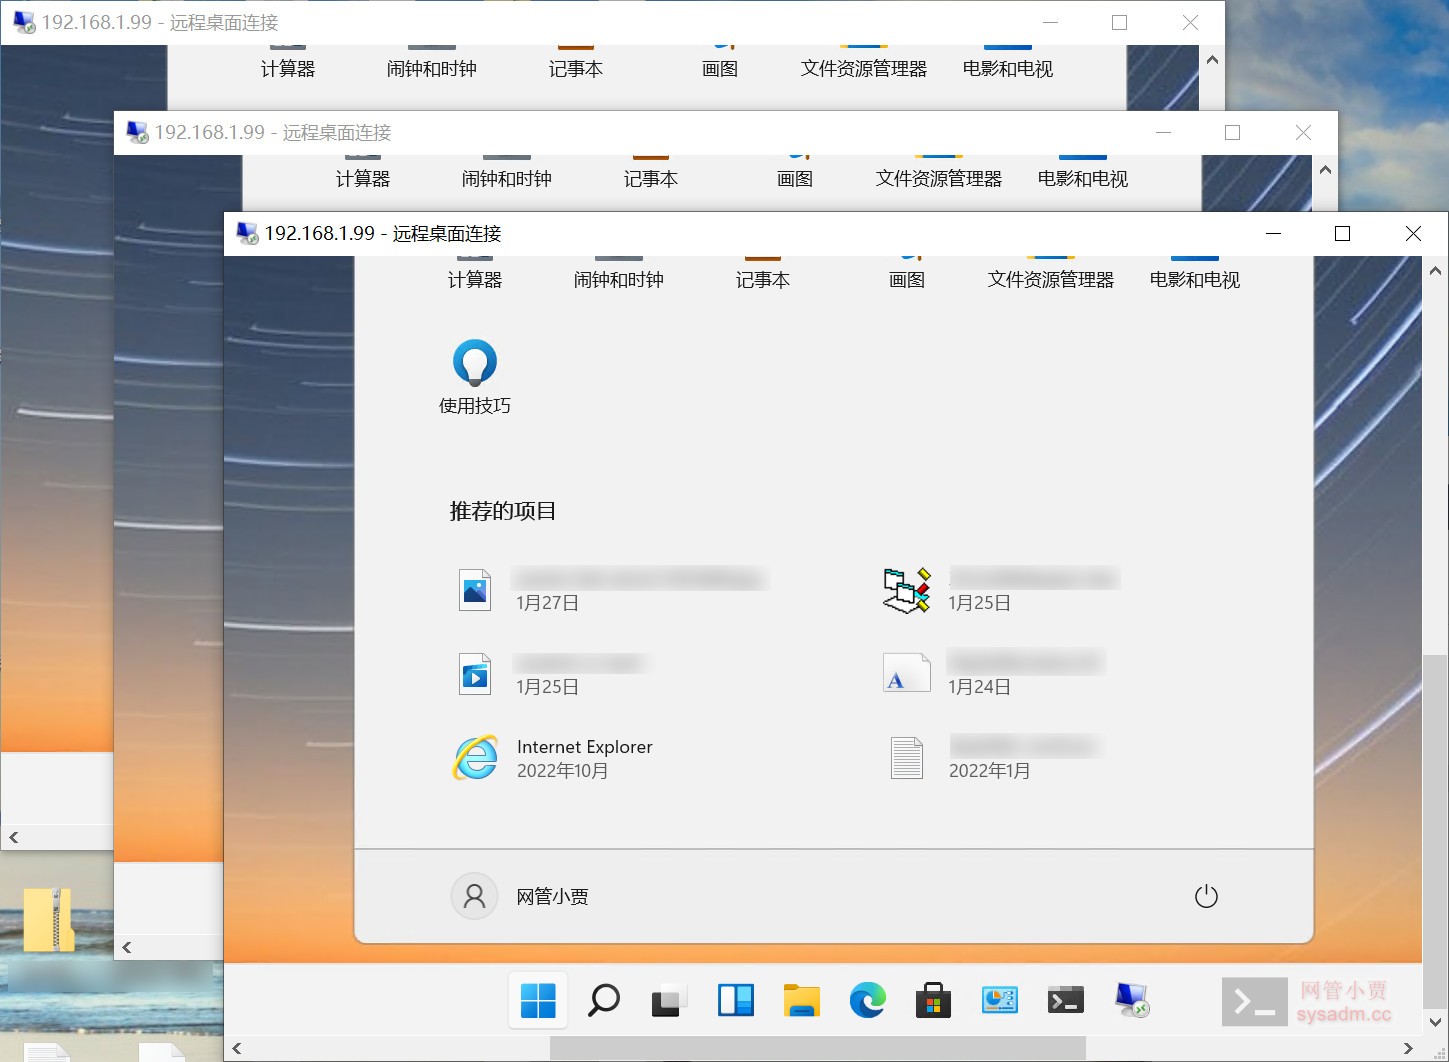 192.168.1.99 - 远程桌面连接
计算器
闹钟和时钟
记事本
画图
文件资源管理器
电影和电视
192.168.1.99 - 远程桌面连接
计算器
闹钟和时钟
记事本
画图
文件资源管理器
电影和电视
192.168.1.99 - 远程桌面连接
计算器
闹钟和时钟
记事本
画图
文件资源管理器
电影和电视
使用技巧
推荐的项目
1月27日
1月25日
1月25日
1月24日
Internet Explorer
2022年10月
2022年1月
网管小贾
网管小贾
sysadm.cc